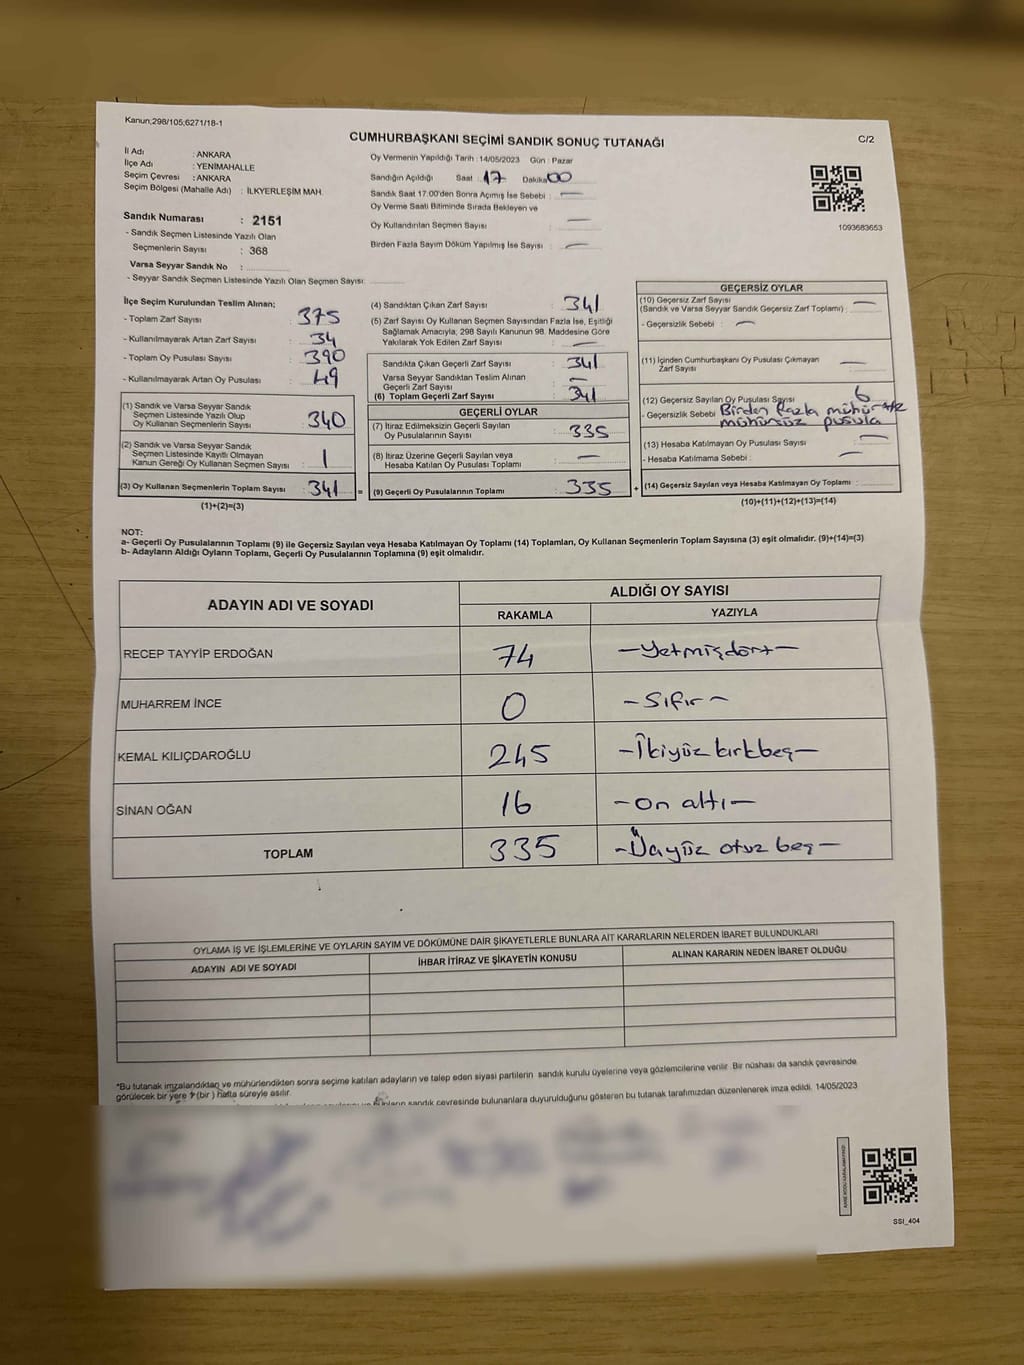 Kanun;298/105;6271/18-1
CUMHURBAŞKANI SEÇİMİ SANDIK SONUÇ TUTANAĞI
C/2
İl Adı : ANKARA
İlçe Adı : YENİMAHALLE
Seçim Çevresi : ANKARA
Seçim Bölgesi (Mahalle Adı) : İLKYERLEŞİM MAH.
Sandık Numarası : 2151
- Sandık Seçmen Listesinde Yazılı Olan
Seçmenlerin Sayısı : 368
Varsa Seyyar Sandık No :
- Seyyar Sandık Seçmen Listesinde Yazılı Olan Seçmen Sayısı:
Oy Vermenin Yapıldığı Tarih : 14/05/2023 Gün : Pazar
Sandığın Açıldığı Saat : 17 Dakika 00
Sandık Saat 17.00'den Sonra Açımış İse Sebebi : —
Oy Verme Saati Bitiminde Sırada Bekleyen ve
Oy Kullandırılan Seçmen Sayısı : —
Birden Fazla Sayım Döküm Yapılmış İse Sayısı : —
1093683653
İlçe Seçim Kurulundan Teslim Alınan;
- Toplam Zarf Sayısı : 375
- Kullanılmayarak Artan Zarf Sayısı : 34
- Toplam Oy Pusulası Sayısı : 390
- Kullanılmayarak Artan Oy Pusulası : 49
(1) Sandık ve Varsa Seyyar Sandık
Seçmen Listesinde Yazılı Olup
Oy Kullanan Seçmenlerin Sayısı : 340
(2) Sandık ve Varsa Seyyar Sandık
Seçmen Listesinde Kayıtlı Olmayan
Kanun Gereği Oy Kullanan Seçmen Sayısı : 1
(3) Oy Kullanan Seçmenlerin Toplam Sayısı : 341 =
(1)+(2)=(3)
(4) Sandıktan Çıkan Zarf Sayısı : 341
(5) Zarf Sayısı Oy Kullanan Seçmen Sayısından Fazla İse, Eşitliği
Sağlamak Amacıyla; 298 Sayılı Kanunun 98. Maddesine Göre
Yakılarak Yok Edilen Zarf Sayısı : —
Sandıkta Çıkan Geçerli Zarf Sayısı : 341
Varsa Seyyar Sandıktan Teslim Alınan
Geçerli Zarf Sayısı : —
(6) Toplam Geçerli Zarf Sayısı : 341
GEÇERLİ OYLAR
(7) İtiraz Edilmeksizin Geçerli Sayılan
Oy Pusulalarının Sayısı : 335
(8) İtiraz Üzerine Geçerli Sayılan veya
Hesaba Katılan Oy Pusulası Toplamı : —
(9) Geçerli Oy Pusulalarının Toplamı : 335 +
GEÇERSİZ OYLAR
(10) Geçersiz Zarf Sayısı
(Sandık ve Varsa Seyyar Sandık Geçersiz Zarf Toplamı) : —
- Geçersizlik Sebebi : —
(11) İçinden Cumhurbaşkanı Oy Pusulası Çıkmayan
Zarf Sayısı : —
(12) Geçersiz Sayılan Oy Pusulası Sayısı : 6
- Geçersizlik Sebebi Birden fazla mühür ve
mühürsüz pusula
(13) Hesaba Katılmayan Oy Pusulası Sayısı : —
- Hesaba Katılmama Sebebi : —
(14) Geçersiz Sayılan veya Hesaba Katılmayan Oy Toplamı :
(10)+(11)+(12)+(13)=(14)
NOT:
a- Geçerli Oy Pusulalarının Toplamı (9) ile Geçersiz Sayılan veya Hesaba Katılmayan Oy Toplamı (14) Toplamları, Oy Kullanan Seçmenlerin Toplam Sayısına (3) eşit olmalıdır. (9)+(14)=(3)
b- Adayların Aldığı Oyların Toplamı, Geçerli Oy Pusulalarının Toplamına (9) eşit olmalıdır.
ADAYIN ADI VE SOYADI ALDIĞI OY SAYISI
RAKAMLA YAZIYLA
RECEP TAYYİP ERDOĞAN 74 —Yetmişdört—
MUHARREM İNCE 0 —Sıfır—
KEMAL KILIÇDAROĞLU 245 —İkiyüz kırkbeş—
SİNAN OĞAN 16 —On altı—
TOPLAM 335 —Üçyüz otuz beş—
OYLAMA İŞ VE İŞLEMLERİNE VE OYLARIN SAYIM VE DÖKÜMÜNE DAİR ŞİKAYETLERLE BUNLARA AİT KARARLARIN NELERDEN İBARET BULUNDUKLARI
ADAYIN ADI VE SOYADI İHBAR İTİRAZ VE ŞİKAYETİN KONUSU ALINAN KARARIN NEDEN İBARET OLDUĞU
*Bu tutanak imzalandıktan ve mühürlendikten sonra seçime katılan adayların ve talep eden siyasi partilerin sandık kurulu üyelerine veya gözlemcilerine verilir. Bir nüshası da sandık çevresinde
görülecek bir yere 1 (bir) hafta süreyle asılır.
sandık çevresinde bulunanlara duyurulduğunu gösteren bu tutanak tarafımızdan düzenlenerek imza edildi. 14/05/2023
SSI_404